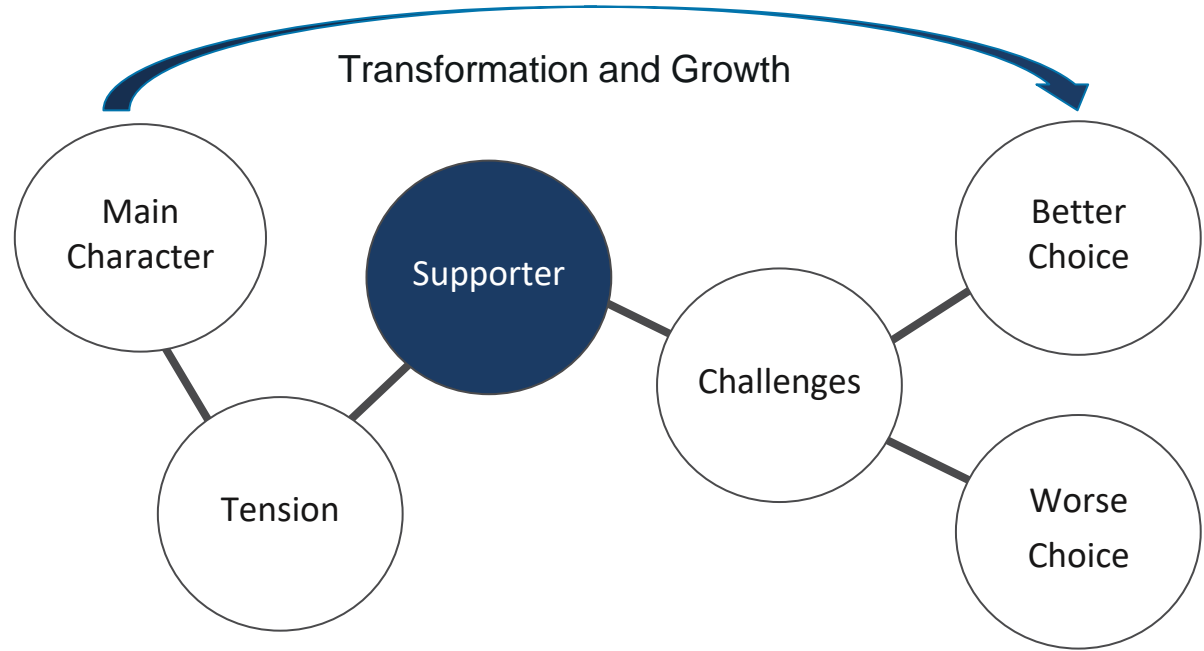 Transformation and Growth
Main
Character
Supporter
Better
Choice
Challenges
Tension
Worse
Choice